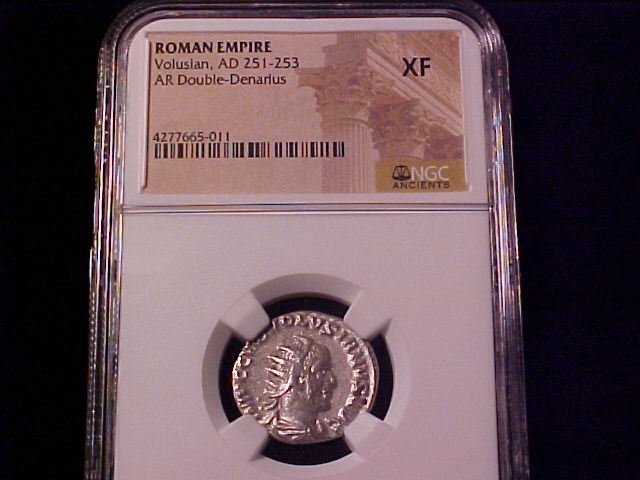 ROMAN EMPIRE
Volusian, AD 251-253
AR Double-Denarius
XF
4277665-011
NGC
ANCIENTS